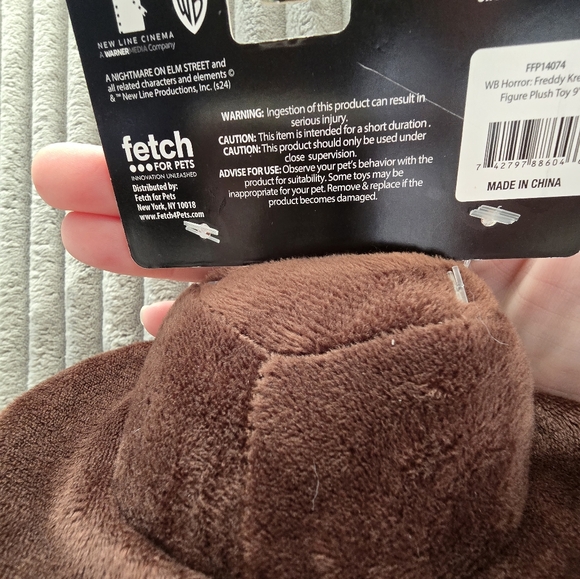 NEW LINE CINEMA
A WARNERMEDIA Company
A NIGHTMARE ON ELM STREET and
all related characters and elements ©
& ™ New Line Productions, Inc. (s24)
WB
fetch
FOR PETS
INNOVATION UNLEASHED
Distributed by:
Fetch for Pets
New York, NY 10018
www.Fetch4Pets.com
WARNING: Ingestion of this product can result in
serious injury.
CAUTION: This item is intended for a short duration .
CAUTION: This product should only be used under
close supervision.
ADVISE FOR USE: Observe your pet's behavior with the
product for suitability. Some toys may be
inappropriate for your pet. Remove & replace if the
product becomes damaged.
FFP14074
WB Horror: Freddy Kre
Figure Plush Toy 9"
7 42797 88604
MADE IN CHINA